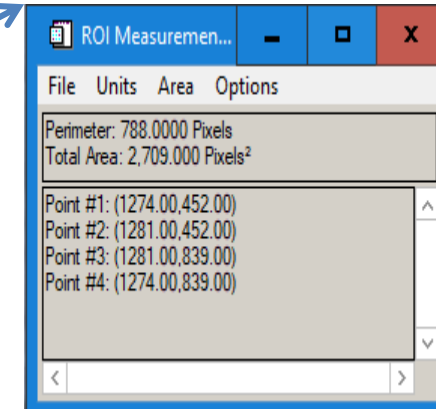 ROI Measuremen...
File Units Area Options
Perimeter: 788.0000 Pixels
Total Area: 2,709.000 Pixels²
Point #1: (1274.00,452.00)
Point #2: (1281.00,452.00)
Point #3: (1281.00,839.00)
Point #4: (1274.00,839.00)